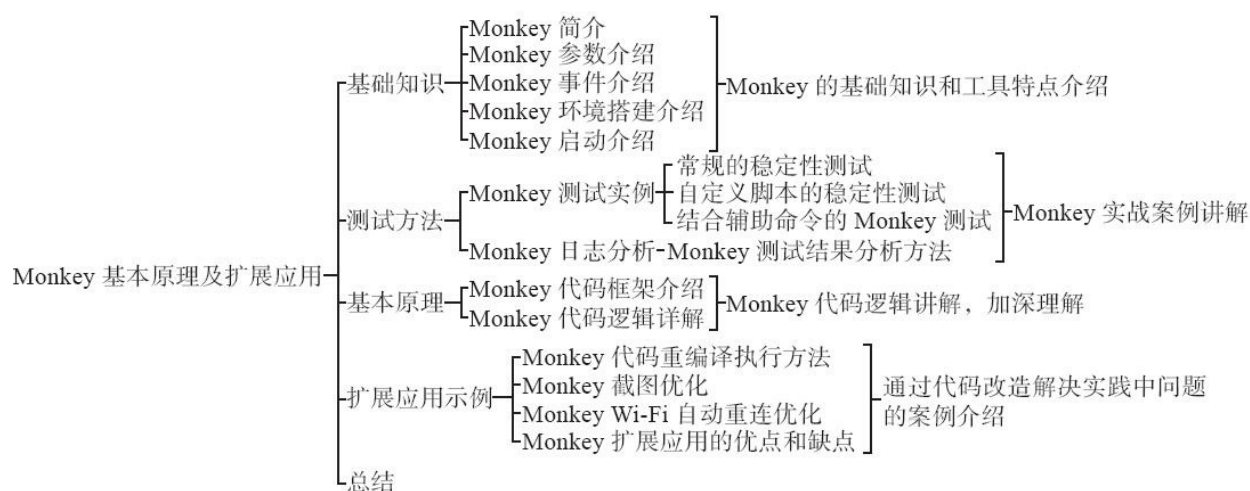 Monkey 基本原理及扩展应用
基础知识
Monkey 简介
Monkey 参数介绍
Monkey 事件介绍
Monkey 环境搭建介绍
Monkey 启动介绍
Monkey 的基础知识和工具特点介绍
测试方法
Monkey 测试实例
常规的稳定性测试
自定义脚本的稳定性测试
结合辅助命令的 Monkey 测试
Monkey 日志分析
Monkey 测试结果分析方法
Monkey 实战案例讲解
基本原理
Monkey 代码框架介绍
Monkey 代码逻辑详解
Monkey 代码逻辑讲解，加深理解
扩展应用示例
Monkey 代码重编译执行方法
Monkey 截图优化
Monkey Wi-Fi 自动重连优化
Monkey 扩展应用的优点和缺点
通过代码改造解决实践中问题
的案例介绍
总结